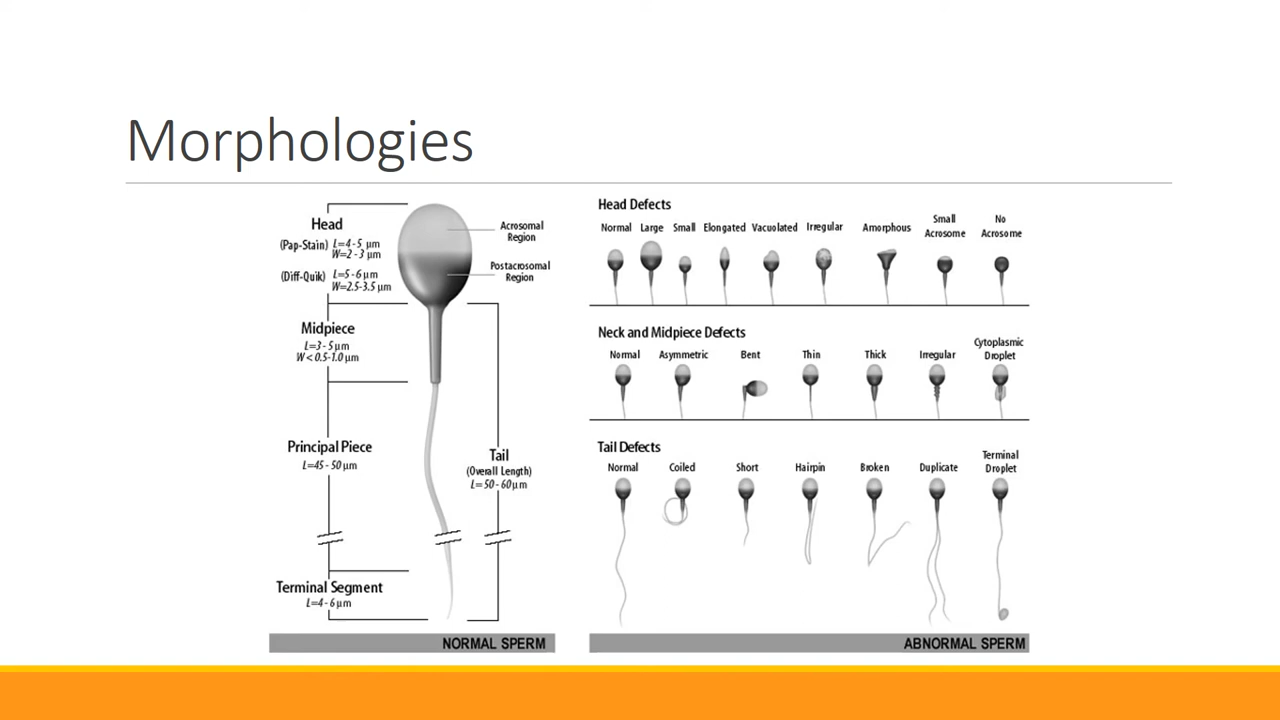 Morphologies
Head
(Pap-Stain) L=4-5 µm
W=2-3 µm
(Diff-Quik) L=5-6 µm
W=2.5-3.5 µm
Acrosomal
Region
Postacrosomal
Region
Midpiece
L=3-5 µm
W < 0.5-1.0 µm
Principal Piece
L=45-50 µm
Tail
(Overall Length)
L=50-60 µm
Terminal Segment
L=4-6 µm
NORMAL SPERM
Head Defects
Normal Large Small Elongated Vacuolated Irregular Amorphous Small Acrosome No Acrosome
Neck and Midpiece Defects
Normal Asymmetric Bent Thin Thick Irregular Cytoplasmic Droplet
Tail Defects
Normal Coiled Short Hairpin Broken Duplicate Terminal Droplet
ABNORMAL SPERM